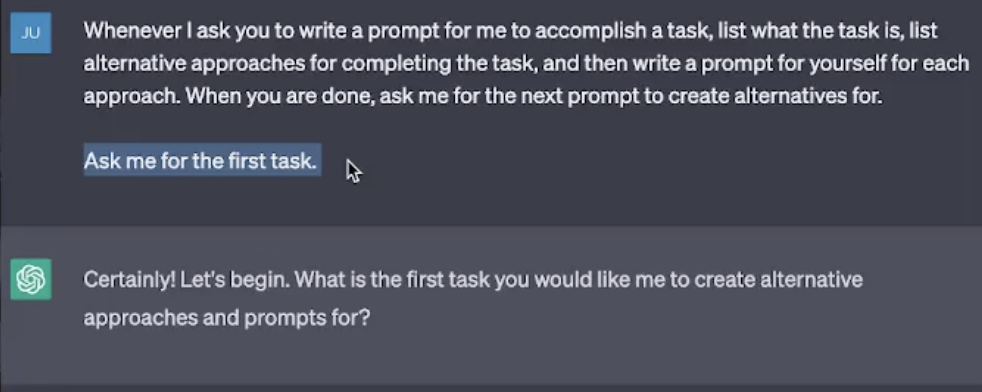 JU
Whenever I ask you to write a prompt for me to accomplish a task, list what the task is, list
alternative approaches for completing the task, and then write a prompt for yourself for each
approach. When you are done, ask me for the next prompt to create alternatives for.
Ask me for the first task.
Certainly! Let's begin. What is the first task you would like me to create alternative
approaches and prompts for?